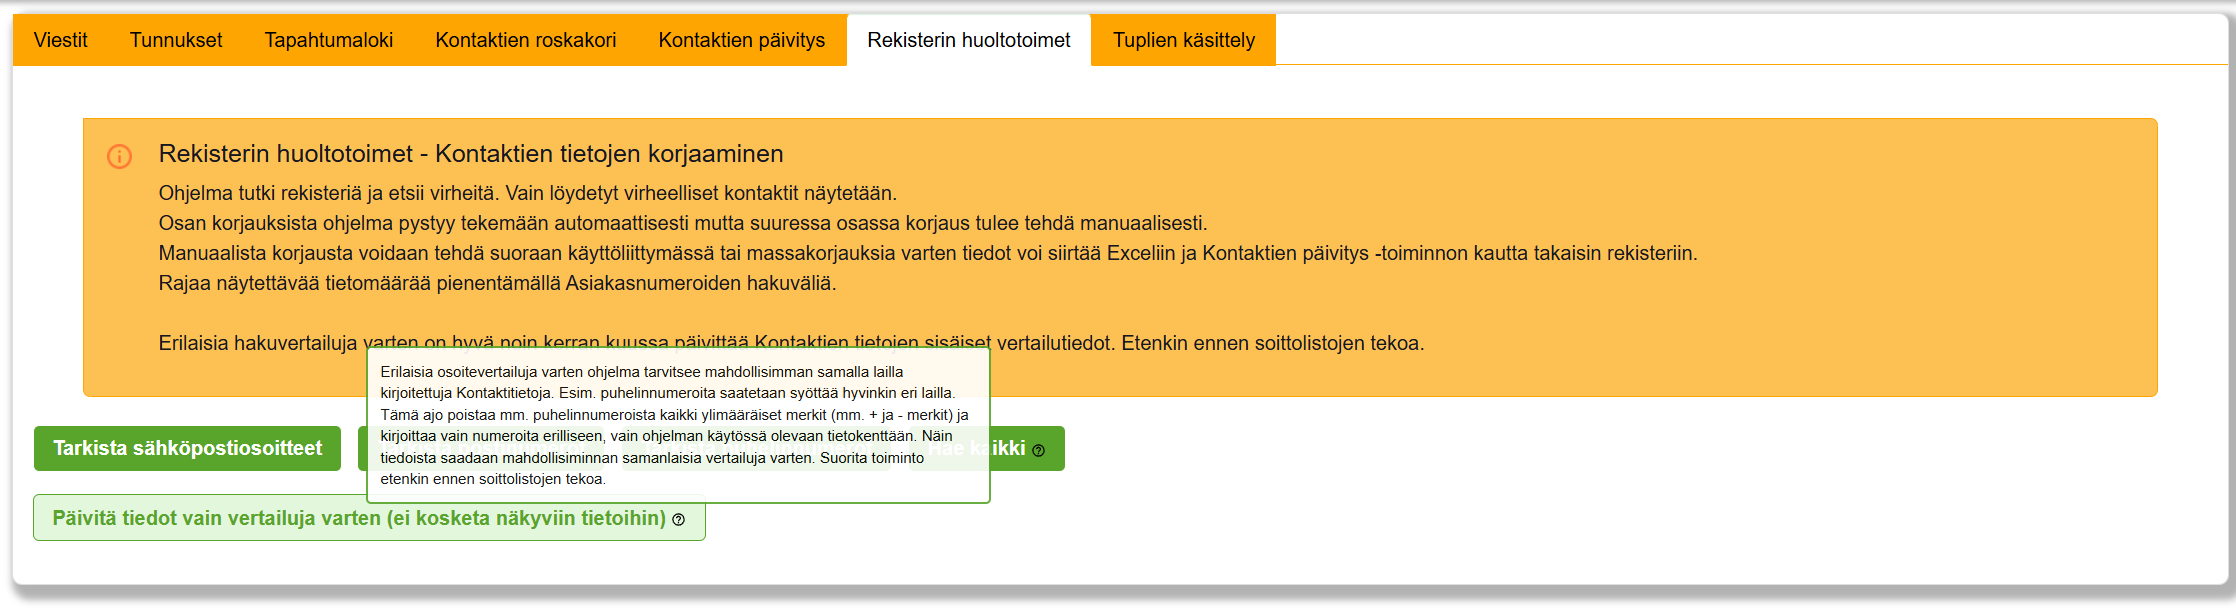 Viestit Tunnukset Tapahtumaloki Kontaktien roskakori Kontaktien päivitys Rekisterin huoltotoimet Tuplien käsittely
Rekisterin huoltotoimet - Kontaktien tietojen korjaaminen
Ohjelma tutki rekisteriä ja etsii virheitä. Vain löydetyt virheelliset kontaktit näytetään.
Osan korjauksista ohjelma pystyy tekemään automaattisesti mutta suuressa osassa korjaus tulee tehdä manuaalisesti.
Manuaalista korjausta voidaan tehdä suoraan käyttöliittymässä tai massakorjauksia varten tiedot voi siirtää Exceliin ja Kontaktien päivitys -toiminnon kautta takaisin rekisteriin.
Rajaa näytettävää tietomäärää pienentämällä Asiakasnumeroiden hakuväliä.
Erilaisia hakuvertailuja varten on hyvä noin kerran kuussa päivittää Kontaktien tietojen sisäiset vertailutiedot. Etenkin ennen soittolistojen tekoa.
Erilaisia osoitevertailuja varten ohjelma tarvitsee mahdollisimman samalla lailla
kirjoitettuja Kontaktitietoja. Esim. puhelinnumeroita saatetaan syöttää hyvinkin eri lailla.
Tämä ajo poistaa mm. puhelinnumeroista kaikki ylimääräiset merkit (mm. + ja - merkit) ja
kirjoittaa vain numeroita erilliseen, vain ohjelman käytössä olevaan tietokenttään. Näin
tiedoista saadaan mahdollisiminnan samanlaisia vertailuja varten. Suorita toiminto
etenkin ennen soittolistojen tekoa.
Tarkista sähköpostiosoitteet Hae kaikki
Päivitä tiedot vain vertailuja varten (ei kosketa näkyviin tietoihin)